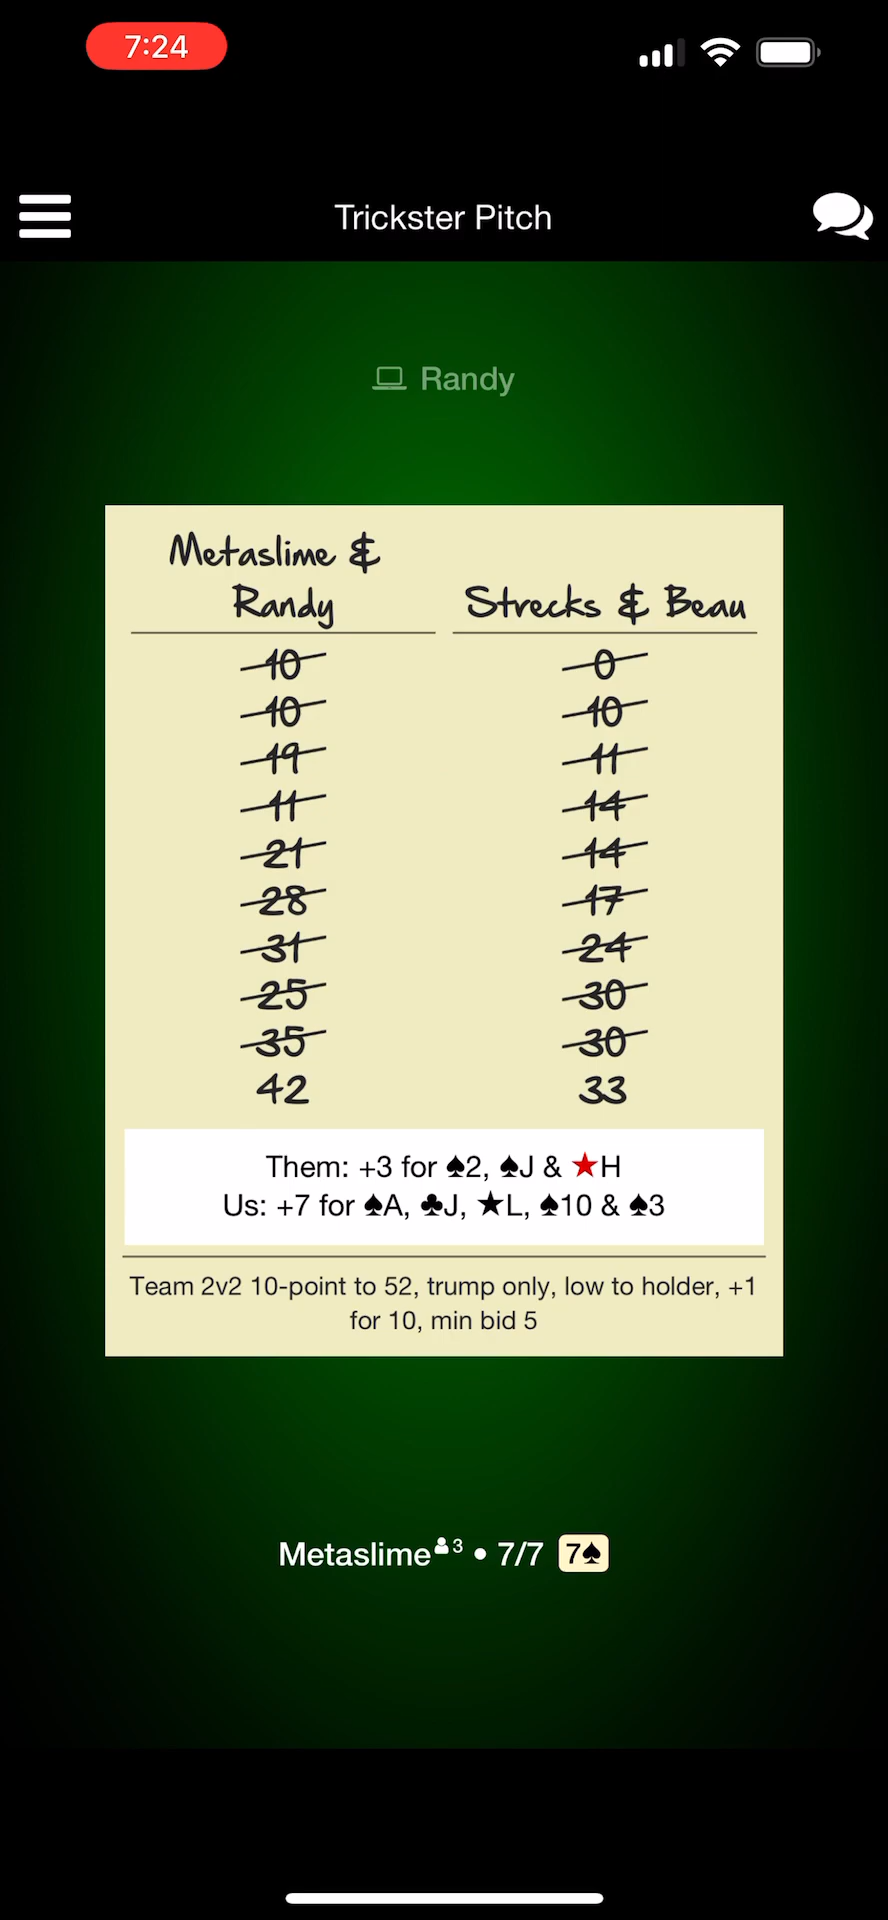 7:24
Trickster Pitch
Randy
Metaslime &
Randy
Strecks & Beau
10 0
10 10
19 11
11 14
21 14
28 17
31 24
25 30
35 30
42 33
Them: +3 for ♠2, ♠J & ★H
Us: +7 for ♠A, ♣J, ★L, ♠10 & ♠3
Team 2v2 10-point to 52, trump only, low to holder, +1
for 10, min bid 5
Metaslime 3 • 7/7 7♠